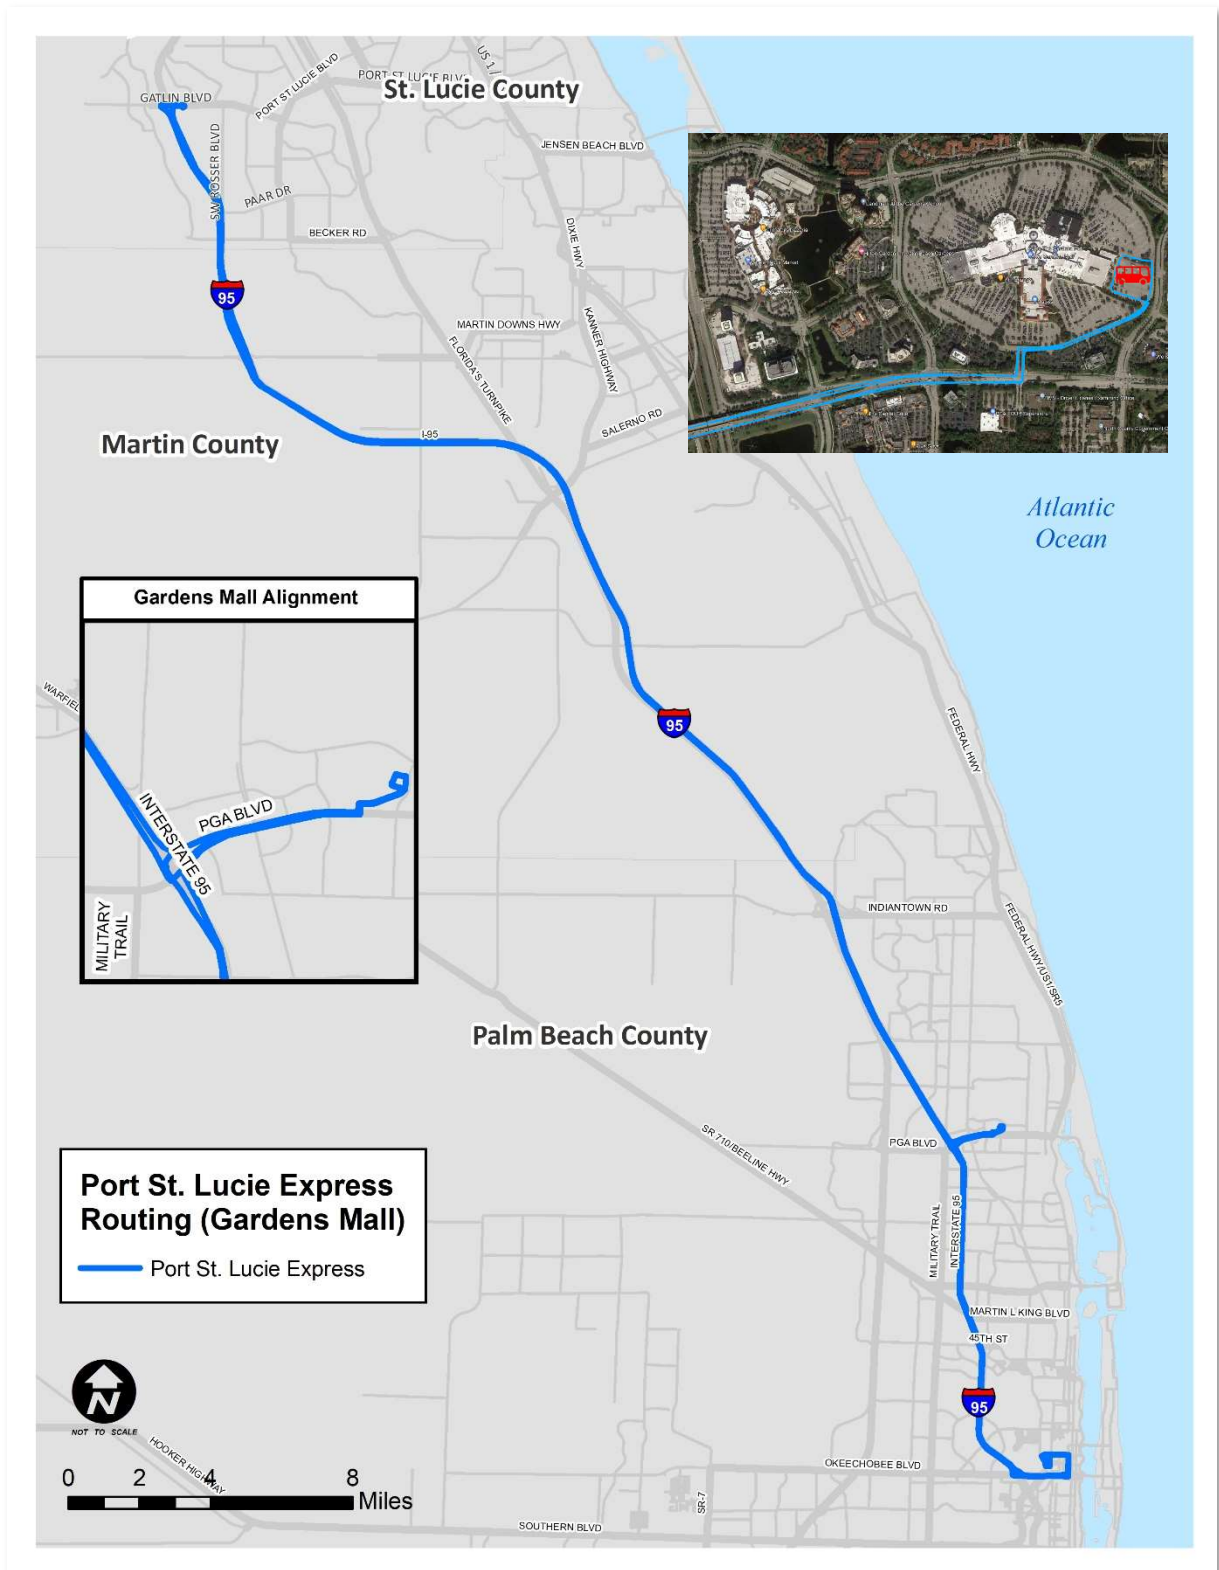 PORT ST LUCIE BLVD
US 1 /
PORT ST LUCIE BLVD
St. Lucie County
GATLIN BLVD
SW ROSSER BLVD
PAAR DR
BECKER RD
JENSEN BEACH BLVD
DIXIE HWY
95
MARTIN DOWNS HWY
KANNER HIGHWAY
FLORIDA'S TURNPIKE
SALERNO RD
I-95
Martin County
Atlantic
Ocean
Gardens Mall Alignment
WARFIEL
INTERSTATE 95
PGA BLVD
MILITARY
TRAIL
95
FEDERAL HWY
INDIANTOWN RD
FEDERAL HWY/US1/SR5
Palm Beach County
SR 710/BEELINE HWY
PGA BLVD
MILITARY TRAIL
INTERSTATE 95
Port St. Lucie Express
Routing (Gardens Mall)
Port St. Lucie Express
MARTIN L KING BLVD
45TH ST
95
N
NOT TO SCALE
HOOKER HIGHWAY
OKEECHOBEE BLVD
SR-7
SOUTHERN BLVD
0 2 4 8
Miles